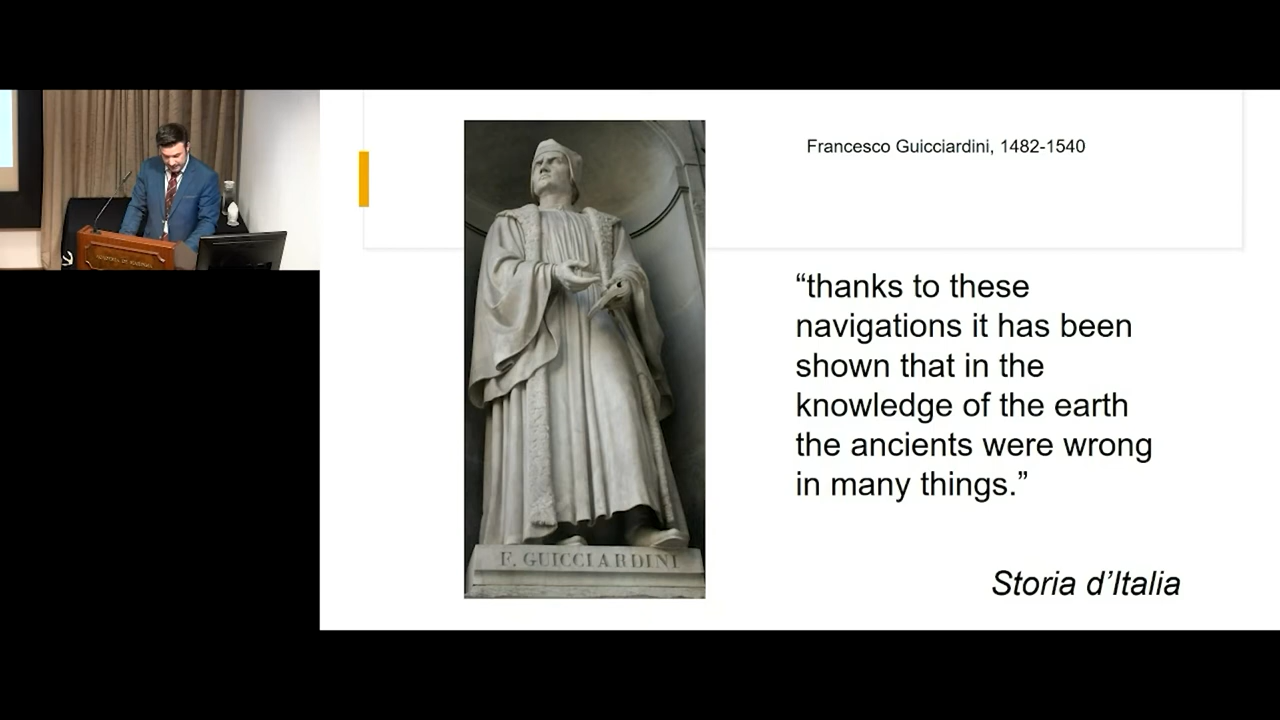 Francesco Guicciardini, 1482-1540
“thanks to these
navigations it has been
shown that in the
knowledge of the earth
the ancients were wrong
in many things.”
F. GUICCIARDINI
Storia d’Italia